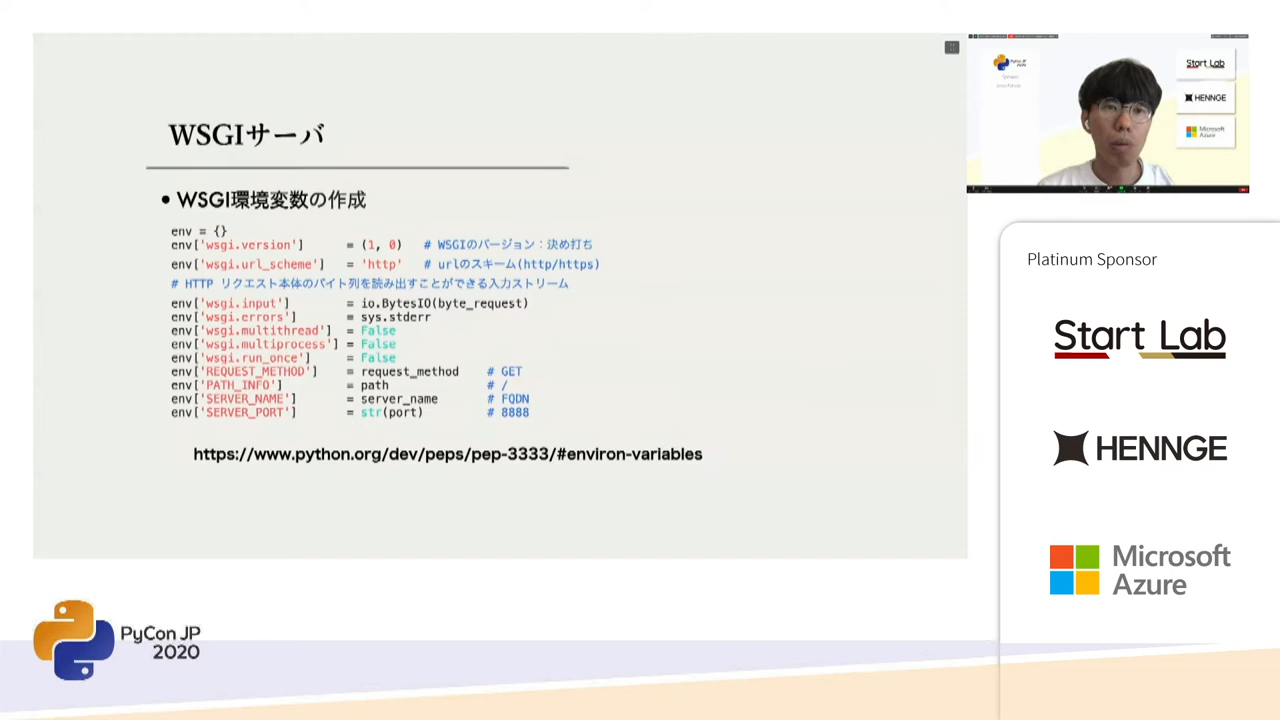 WSGIサーバ
• WSGI環境変数の作成
env = {}
env['wsgi.version'] = (1, 0) # WSGIのバージョン：決め打ち
env['wsgi.url_scheme'] = 'http' # urlのスキーム(http/https)
# HTTP リクエスト本体のバイト列を読み出すことができる入力ストリーム
env['wsgi.input'] = io.BytesIO(byte_request)
env['wsgi.errors'] = sys.stderr
env['wsgi.multithread'] = False
env['wsgi.multiprocess'] = False
env['wsgi.run_once'] = False
env['REQUEST_METHOD'] = request_method # GET
env['PATH_INFO'] = path # /
env['SERVER_NAME'] = server_name # FQDN
env['SERVER_PORT'] = str(port) # 8888
https://www.python.org/dev/peps/pep-3333/#environ-variables
PyCon JP
2020
Start Lab
HENNGE
Microsoft
Azure
Platinum Sponsor
Start Lab
HENNGE
Microsoft
Azure
PyCon JP
2020